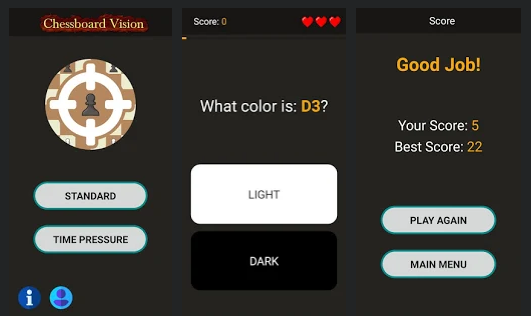 Chessboard Vision
STANDARD
TIME PRESSURE
i
Score: 0
What color is: D3?
LIGHT
DARK
Score
Good Job!
Your Score: 5
Best Score: 22
PLAY AGAIN
MAIN MENU